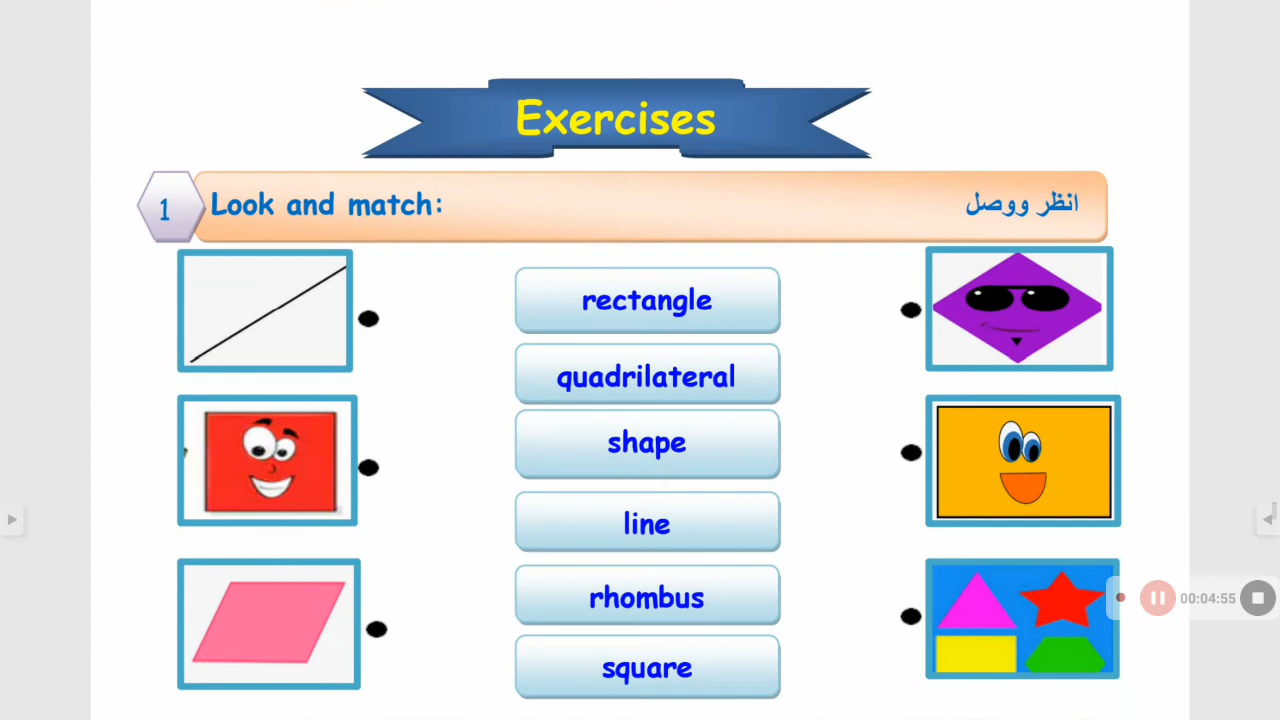 Exercises
1 Look and match: انظر ووصل
rectangle
quadrilateral
shape
line
rhombus
square
00:04:55